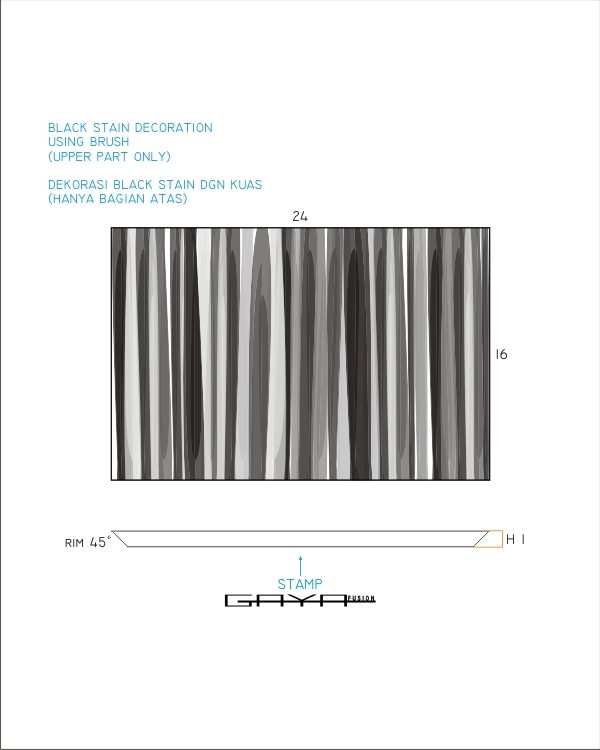 BLACK STAIN DECORATION
USING BRUSH
(UPPER PART ONLY)
DEKORASI BLACK STAIN DGN KUAS
(HANYA BAGIAN ATAS)
24
16
RIM 45°
H 1
STAMP
GAYA FUSION